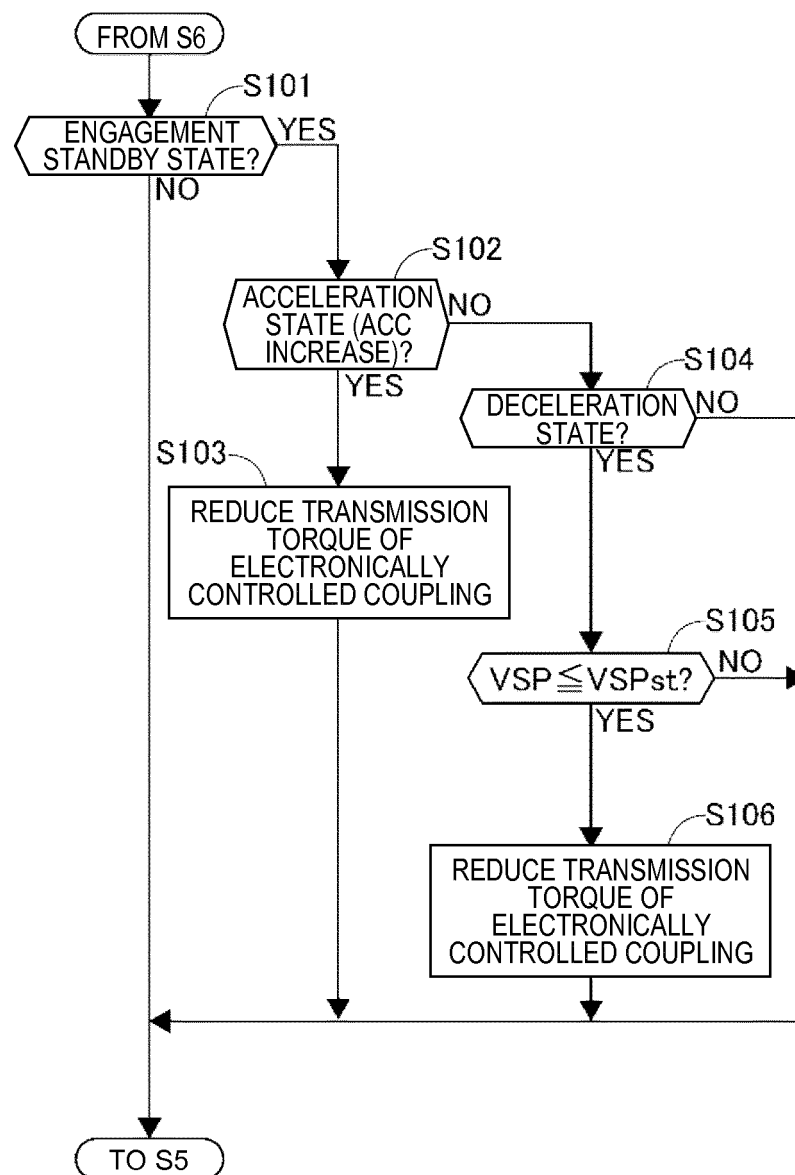 FROM S6
S101
ENGAGEMENT
STANDBY STATE?
YES
NO
S102
ACCELERATION
STATE (ACC
INCREASE)?
NO
YES
S104
DECELERATION
STATE?
NO
YES
S103
REDUCE TRANSMISSION
TORQUE OF
ELECTRONICALLY
CONTROLLED COUPLING
S105
VSP≦VSPst?
NO
YES
S106
REDUCE TRANSMISSION
TORQUE OF
ELECTRONICALLY
CONTROLLED COUPLING
TO S5